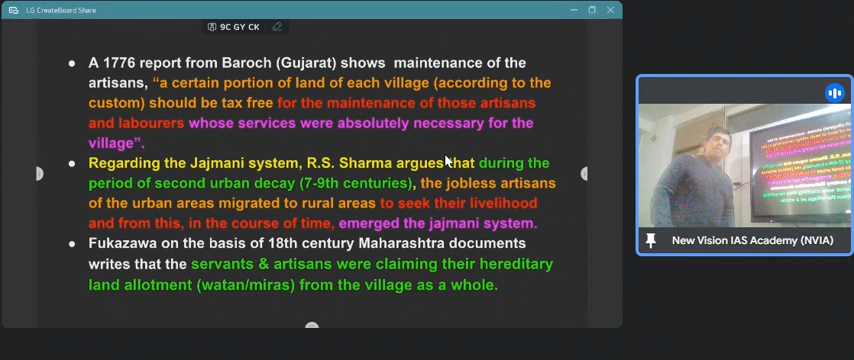 LG CreateBoard Share
9C GY CK
● A 1776 report from Baroch (Gujarat) shows maintenance of the
artisans, “a certain portion of land of each village (according to the
custom) should be tax free for the maintenance of those artisans
and labourers whose services were absolutely necessary for the
village”.
● Regarding the Jajmani system, R.S. Sharma argues that during the
period of second urban decay (7-9th centuries), the jobless artisans
of the urban areas migrated to rural areas to seek their livelihood
and from this, in the course of time, emerged the jajmani system.
● Fukazawa on the basis of 18th century Maharashtra documents
writes that the servants & artisans were claiming their hereditary
land allotment (watan/miras) from the village as a whole.
New Vision IAS Academy (NVIA)